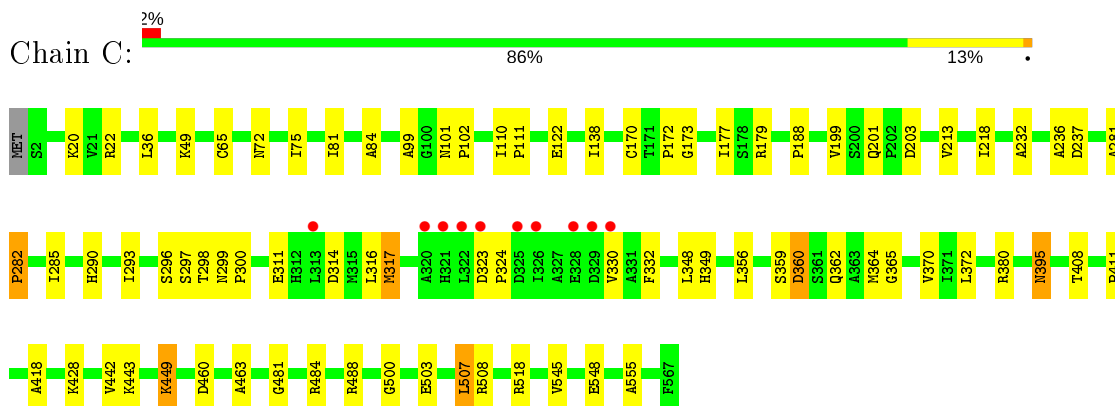 2%
Chain C:
86% 13% •
MET S2 K20 V21 R22 L36 K49 C65 N72 I75 I81 A84 A99 G100 N101 P102 I110 P111 E122 I138 C170 T171 P172 G173 I177 S178 R179 P188 V199 S200 Q201 P202 D203 V213 I218 A232 A236 D237 A281
P282 I285 H290 I293 S296 S297 T298 N299 P300 E311 H312 L313 D314 M315 L316 M317 A320 H321 L322 D323 P324 D325 I326 A327 E328 D329 V330 A331 F332 L348 H349 L356 S359 D360 S361 Q362 A363 M364 G365 V370 I371 L372 R380 N395 T408
A418 K428 V442 K443 K449 D460 A463 G481 R484 R488 G500 E503 L507 R508 R518 V545 E548 A555 F567